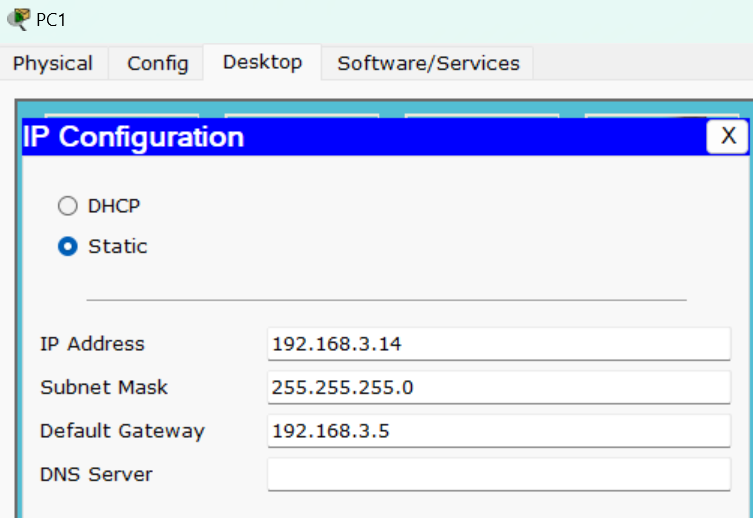 PC1
Physical Config Desktop Software/Services
IP Configuration X
DHCP
Static
IP Address 192.168.3.14
Subnet Mask 255.255.255.0
Default Gateway 192.168.3.5
DNS Server